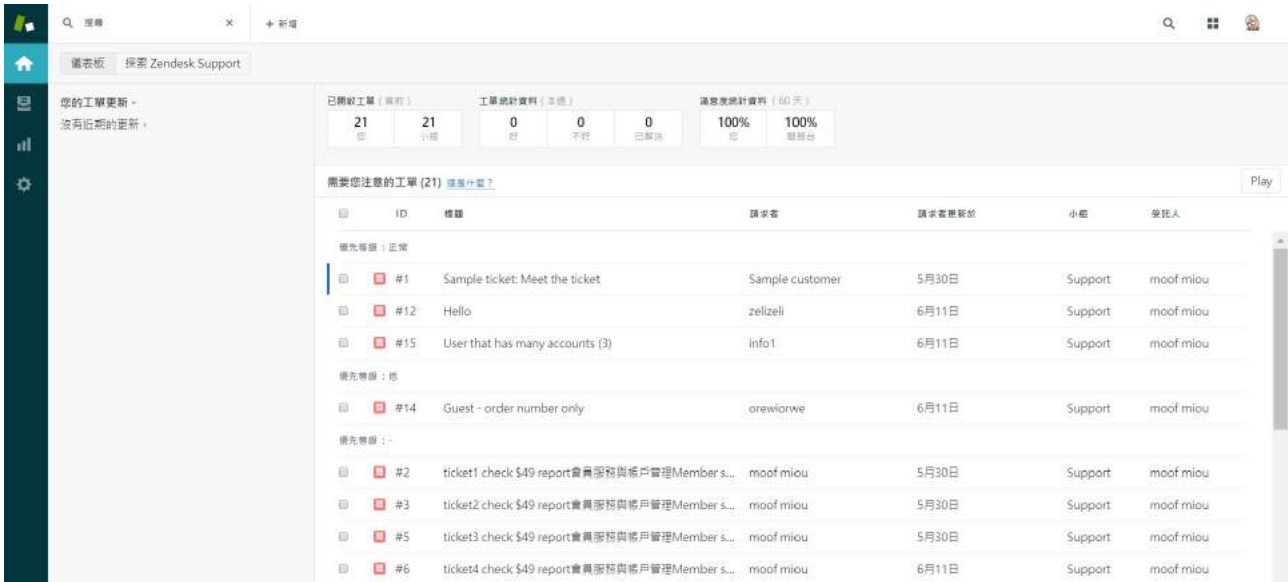 搜尋 × + 新增
儀表板 探索 Zendesk Support
您的工單更新。
沒有近期的更新。
已開啟工單（當前） 工單統計資料（本週） 滿意度統計資料（60 天）
21 21 0 0 0 100% 100%
您 小組 好 不好 已解決 您 服務台
需要您注意的工單 (21) 這是什麼？ Play
ID 標題 請求者 請求者更新於 小組 受託人
優先等級：正常
#1 Sample ticket: Meet the ticket Sample customer 5月30日 Support moof miou
#12 Hello zelizeli 6月11日 Support moof miou
#15 User that has many accounts (3) info1 6月11日 Support moof miou
優先等級：低
#14 Guest - order number only orewiorwe 6月11日 Support moof miou
優先等級：-
#2 ticket1 check $49 report會員服務與帳戶管理Member s... moof miou 5月30日 Support moof miou
#3 ticket2 check $49 report會員服務與帳戶管理Member s... moof miou 5月30日 Support moof miou
#5 ticket3 check $49 report會員服務與帳戶管理Member s... moof miou 5月30日 Support moof miou
#6 ticket4 check $49 report會員服務與帳戶管理Member s... moof miou 6月11日 Support moof miou